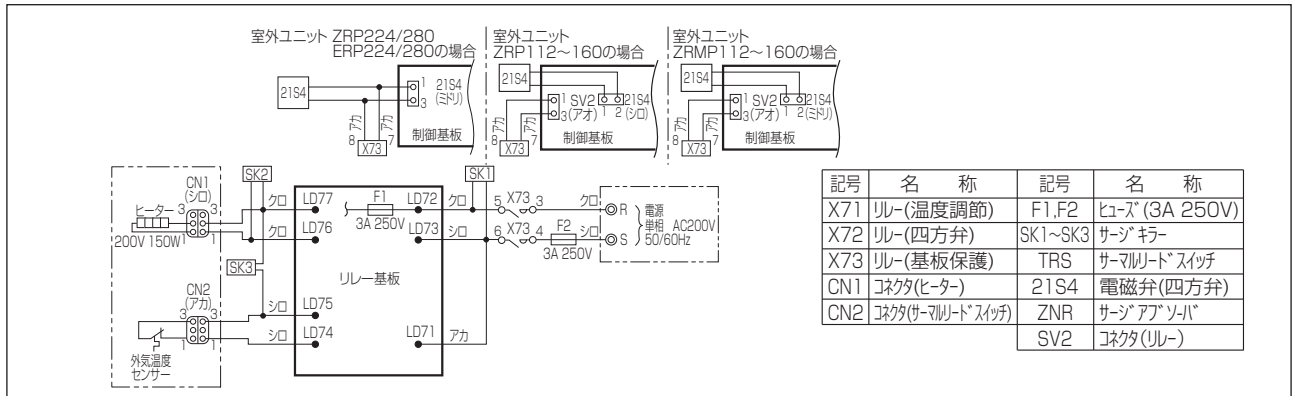 室外ユニット ZRP224/280
ERP224/280の場合
室外ユニット
ZRP112～160の場合
室外ユニット
ZRMP112～160の場合
21S4
1
3
21S4
(ミドリ)
アカ
アカ
8
X73
7
制御基板
21S4
1
3
SV2
(アオ)
1 2
21S4
(シロ)
アカ
アカ
8
X73
7
制御基板
21S4
1
3
SV2
(アオ)
1 2
21S4
(ミドリ)
アカ
アカ
8
X73
7
制御基板
SK2
SK1
CN1
(シロ)
ヒーター
3 3
1 1
200V 150W
クロ
クロ
LD77
LD76
F1
3A 250V
LD72
LD73
クロ
シロ
5 X73 3
6 X73 4
クロ
F2
シロ
3A 250V
R
S
電源
単相 AC200V
50/60Hz
SK3
リレー基板
CN2
(アカ)
3 3
1 1
シロ
シロ
LD75
LD74
LD71
アカ
外気温度
センサー
記号 名 称 記号 名 称
X71 リレー(温度調節) F1,F2 ヒューズ(3A 250V)
X72 リレー(四方弁) SK1~SK3 サージキラー
X73 リレー(基板保護) TRS サーマルリードスイッチ
CN1 コネクタ(ヒーター) 21S4 電磁弁(四方弁)
CN2 コネクタ(サーマルリードスイッチ) ZNR サージアブソーバ
SV2 コネクタ(リレー)